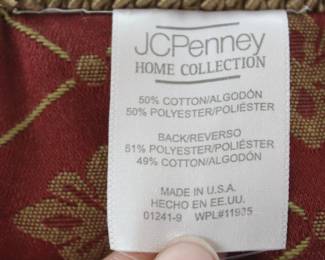 JCPenney
HOME COLLECTION
50% COTTON/ALGODÓN
50% POLYESTER/POLIÉSTER
BACK/REVERSO
51% POLYESTER/POLIÉSTER
49% COTTON/ALGODÓN
MADE IN U.S.A.
HECHO EN EE.UU.
01241-9 WPL#11935